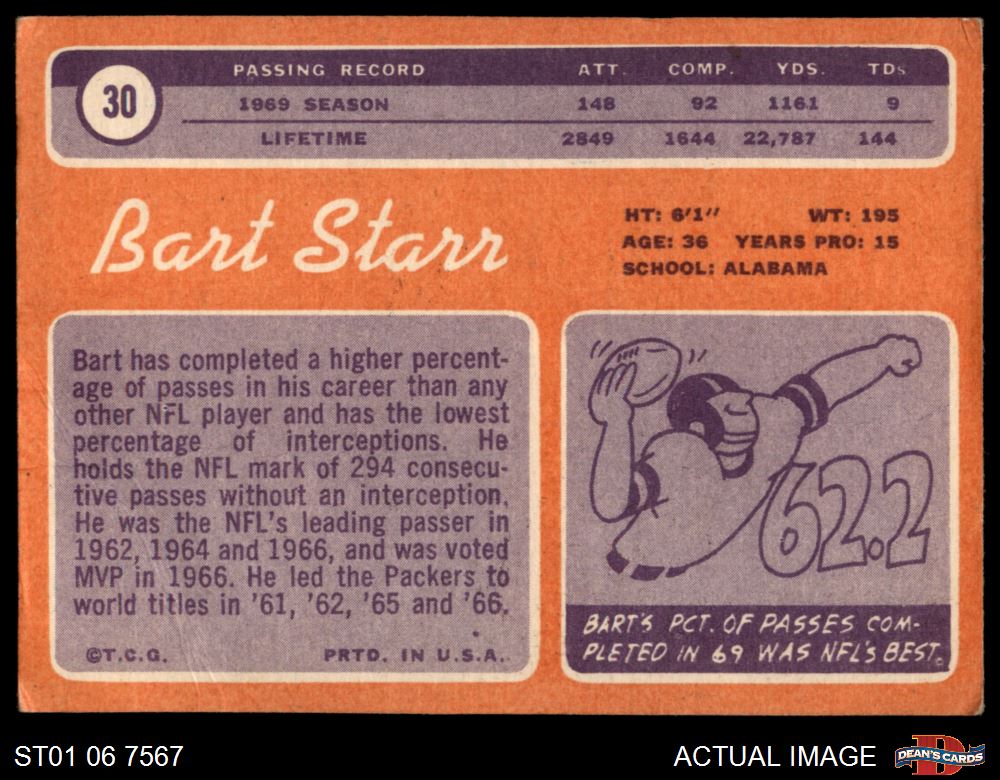 30
PASSING RECORD ATT. COMP. YDS. TDs
1969 SEASON 148 92 1161 9
LIFETIME 2849 1644 22,787 144
Bart Starr
HT: 6'1" WT: 195
AGE: 36 YEARS PRO: 15
SCHOOL: ALABAMA
Bart has completed a higher percent-
age of passes in his career than any
other NFL player and has the lowest
percentage of interceptions. He
holds the NFL mark of 294 consecu-
tive passes without an interception.
He was the NFL's leading passer in
1962, 1964 and 1966, and was voted
MVP in 1966. He led the Packers to
world titles in '61, '62, '65 and '66.
©T.C.G. PRTD. IN U.S.A.
62.2
BART'S PCT. OF PASSES COM-
PLETED IN 69 WAS NFL'S BEST.
ST01 06 7567 ACTUAL IMAGE
D
DEAN'S CARDS